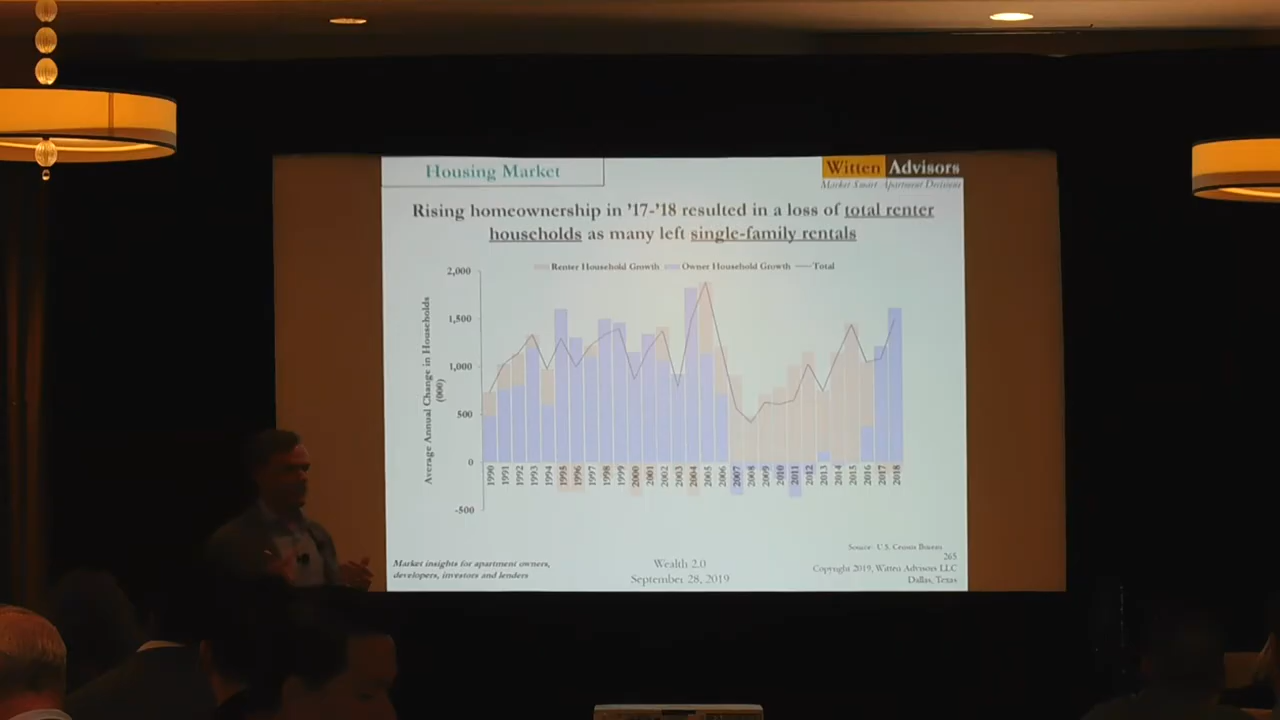 Housing Market
Witten Advisors
Market Smart Apartment Decisions
Rising homeownership in '17-'18 resulted in a loss of total renter
households as many left single-family rentals
Renter Household Growth Owner Household Growth Total
Average Annual Change in Households
(000)
2,000
1,500
1,000
500
0
-500
1990 1991 1992 1993 1994 1995 1996 1997 1998 1999 2000 2001 2002 2003 2004 2005 2006 2007 2008 2009 2010 2011 2012 2013 2014 2015 2016 2017 2018
Source: U.S. Census Bureau
265
Market insights for apartment owners,
developers, investors and lenders
Wealth 2.0
September 28, 2019
Copyright 2019, Witten Advisors LLC
Dallas, Texas